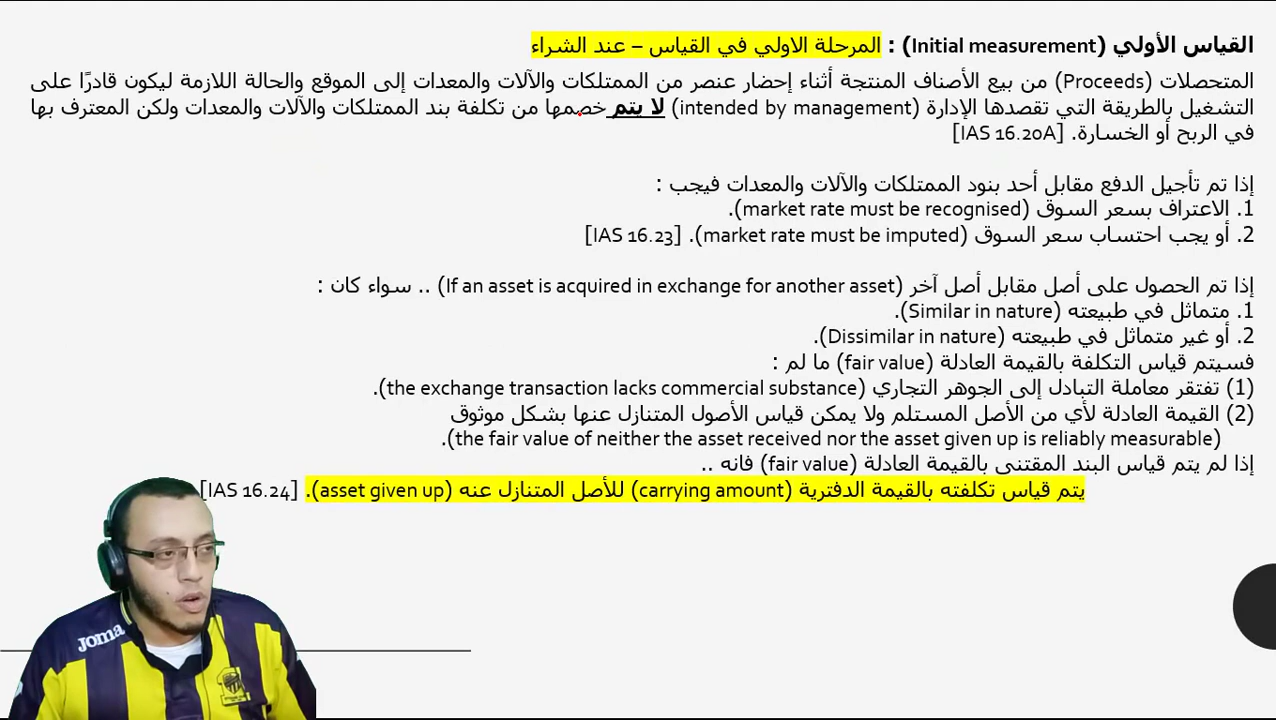 القياس الأولي (Initial measurement) : المرحلة الاولي في القياس – عند الشراء
المتحصلات (Proceeds) من بيع الأصناف المنتجة أثناء إحضار عنصر من الممتلكات والآلات والمعدات إلى الموقع والحالة اللازمة ليكون قادرًا على
التشغيل بالطريقة التي تقصدها الإدارة (intended by management) لا يتم خصمها من تكلفة بند الممتلكات والآلات والمعدات ولكن المعترف بها
في الربح أو الخسارة. [IAS 16.20A]
إذا تم تأجيل الدفع مقابل أحد بنود الممتلكات والآلات والمعدات فيجب :
1. الاعتراف بسعر السوق (market rate must be recognised).
2. أو يجب احتساب سعر السوق (market rate must be imputed). [IAS 16.23]
إذا تم الحصول على أصل مقابل أصل آخر (If an asset is acquired in exchange for another asset) .. سواء كان :
1. متماثل في طبيعته (Similar in nature).
2. أو غير متماثل في طبيعته (Dissimilar in nature).
فسيتم قياس التكلفة بالقيمة العادلة (fair value) ما لم :
(1) تفتقر معاملة التبادل إلى الجوهر التجاري (the exchange transaction lacks commercial substance).
(2) القيمة العادلة لأي من الأصل المستلم ولا يمكن قياس الأصول المتنازل عنها بشكل موثوق
(the fair value of neither the asset received nor the asset given up is reliably measurable).
إذا لم يتم قياس البند المقتنى بالقيمة العادلة (fair value) فانه ..
يتم قياس تكلفته بالقيمة الدفترية (carrying amount) للأصل المتنازل عنه (asset given up). [IAS 16.24]
JOMA